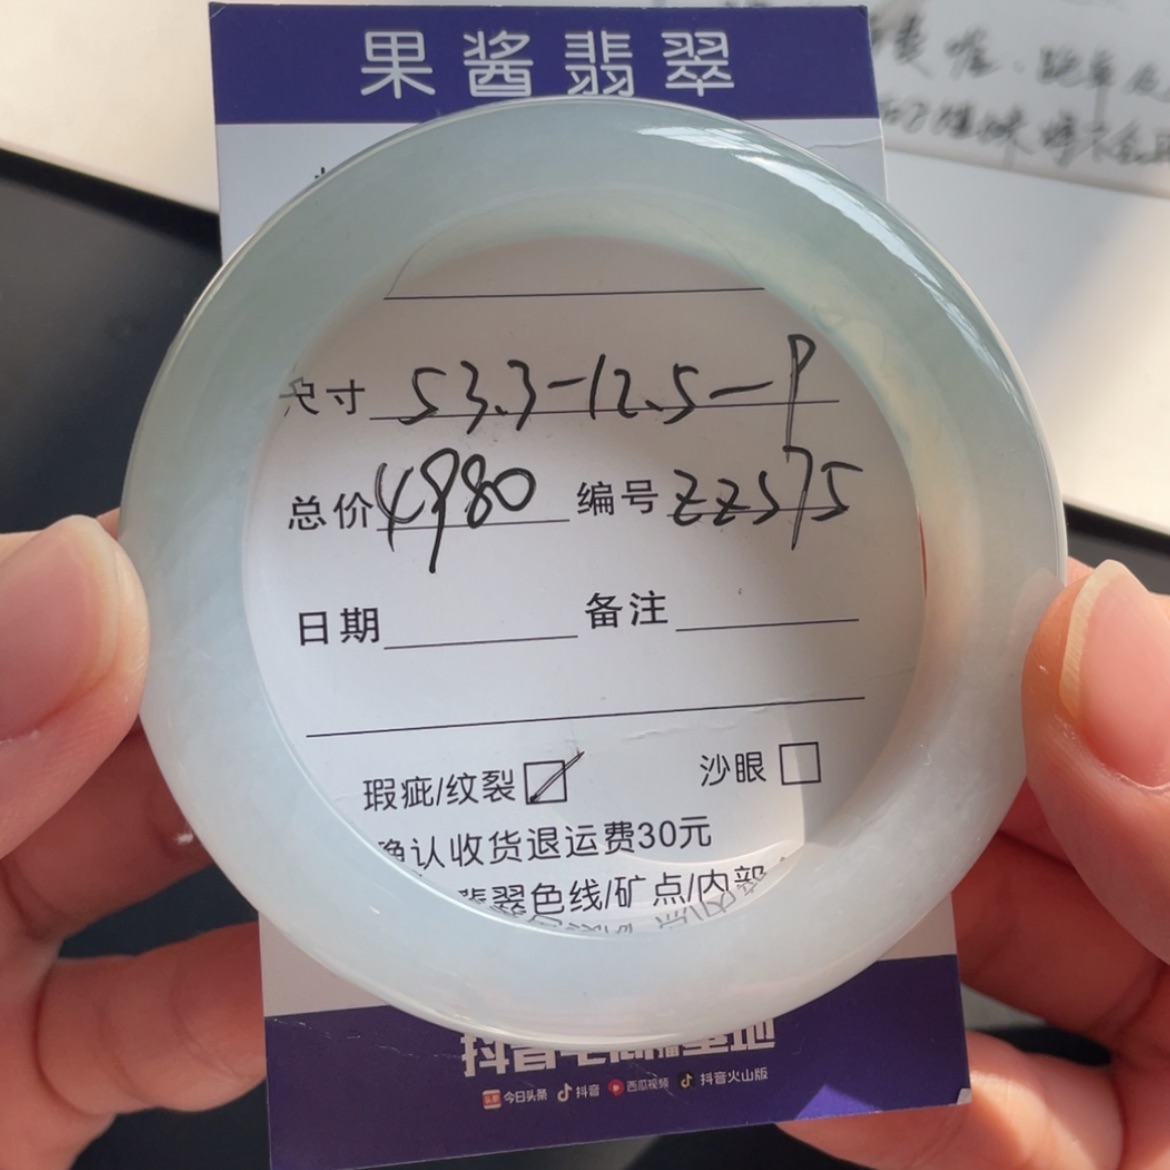 果酱翡翠
尺寸 53.3-12.5-9
总价 4980 编号 ZZS75
日期 备注
瑕疵/纹裂 沙眼
确认收货退运费30元
翡翠色线/矿点/内部
今日头条 抖音 西瓜视频 抖音火山版